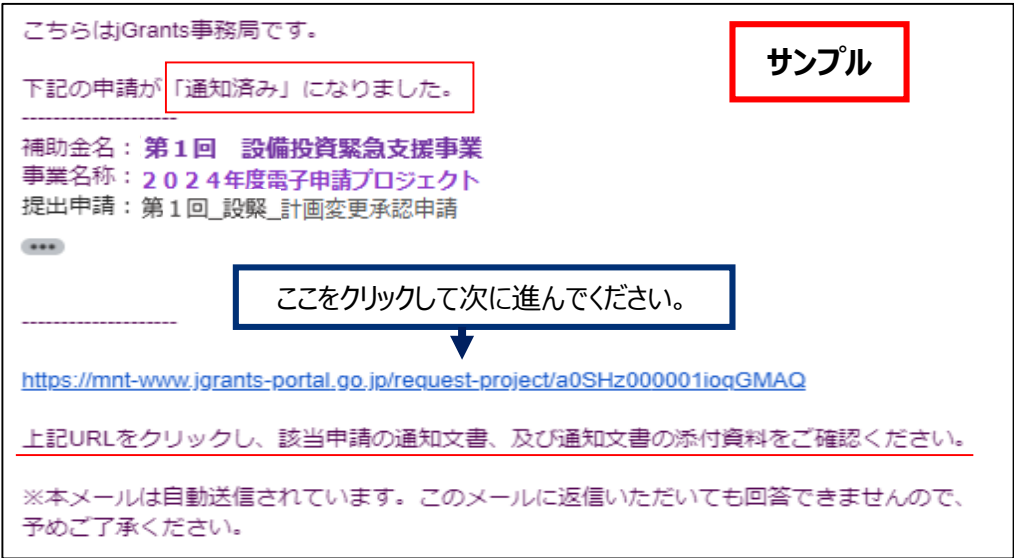 こちらはjGrants事務局です。
サンプル
下記の申請が「通知済み」になりました。
--------------------
補助金名：第１回　設備投資緊急支援事業
事業名称：２０２４年度電子申請プロジェクト
提出申請：第１回_設緊_計画変更承認申請
•••
ここをクリックして次に進んでください。
--------------------
https://mnt-www.jgrants-portal.go.jp/request-project/a0SHz000001ioqGMAQ
上記URLをクリックし、該当申請の通知文書、及び通知文書の添付資料をご確認ください。
※本メールは自動送信されています。このメールに返信いただいても回答できませんので、
予めご了承ください。